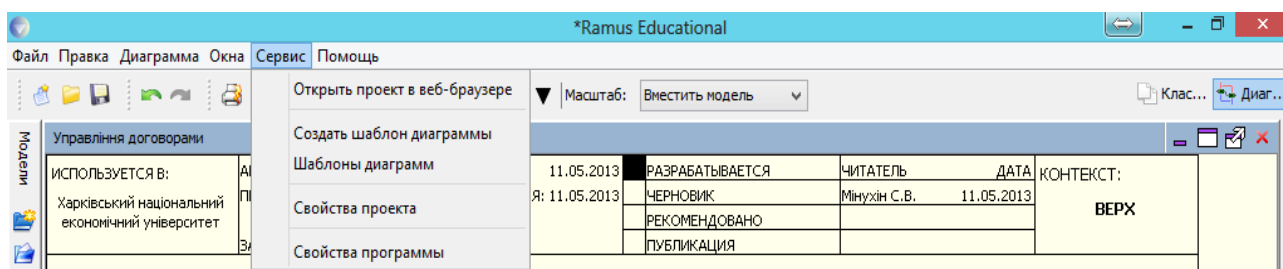 *Ramus Educational
Файл Правка Диаграмма Окна Сервис Помощь
Открыть проект в веб-браузере
Масштаб: Вместить модель
Клас... Диаг...
Создать шаблон диаграммы
Шаблоны диаграмм
Свойства проекта
Свойства программы
Модели
Управління договорами
ИСПОЛЬЗУЕТСЯ В:
Харківський національний
економічний університет
11.05.2013
Я: 11.05.2013
РАЗРАБАТЫВАЕТСЯ
ЧЕРНОВИК
РЕКОМЕНДОВАНО
ПУБЛИКАЦИЯ
ЧИТАТЕЛЬ ДАТА
Мінухін С.В. 11.05.2013
КОНТЕКСТ:
ВЕРХ